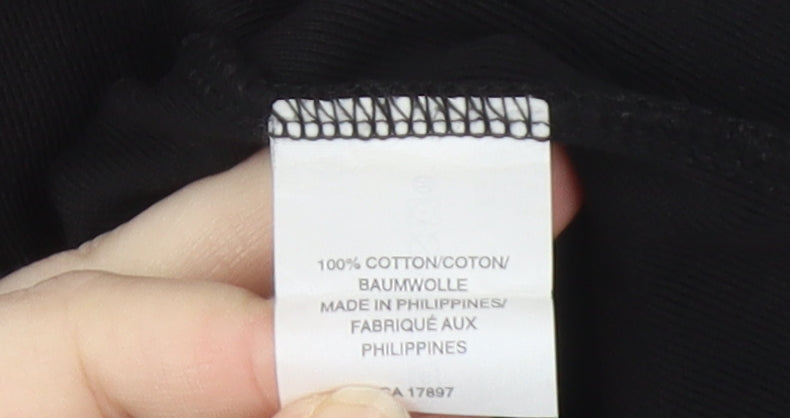 100% COTTON/COTON/
BAUMWOLLE
MADE IN PHILIPPINES/
FABRIQUÉ AUX
PHILIPPINES
17897